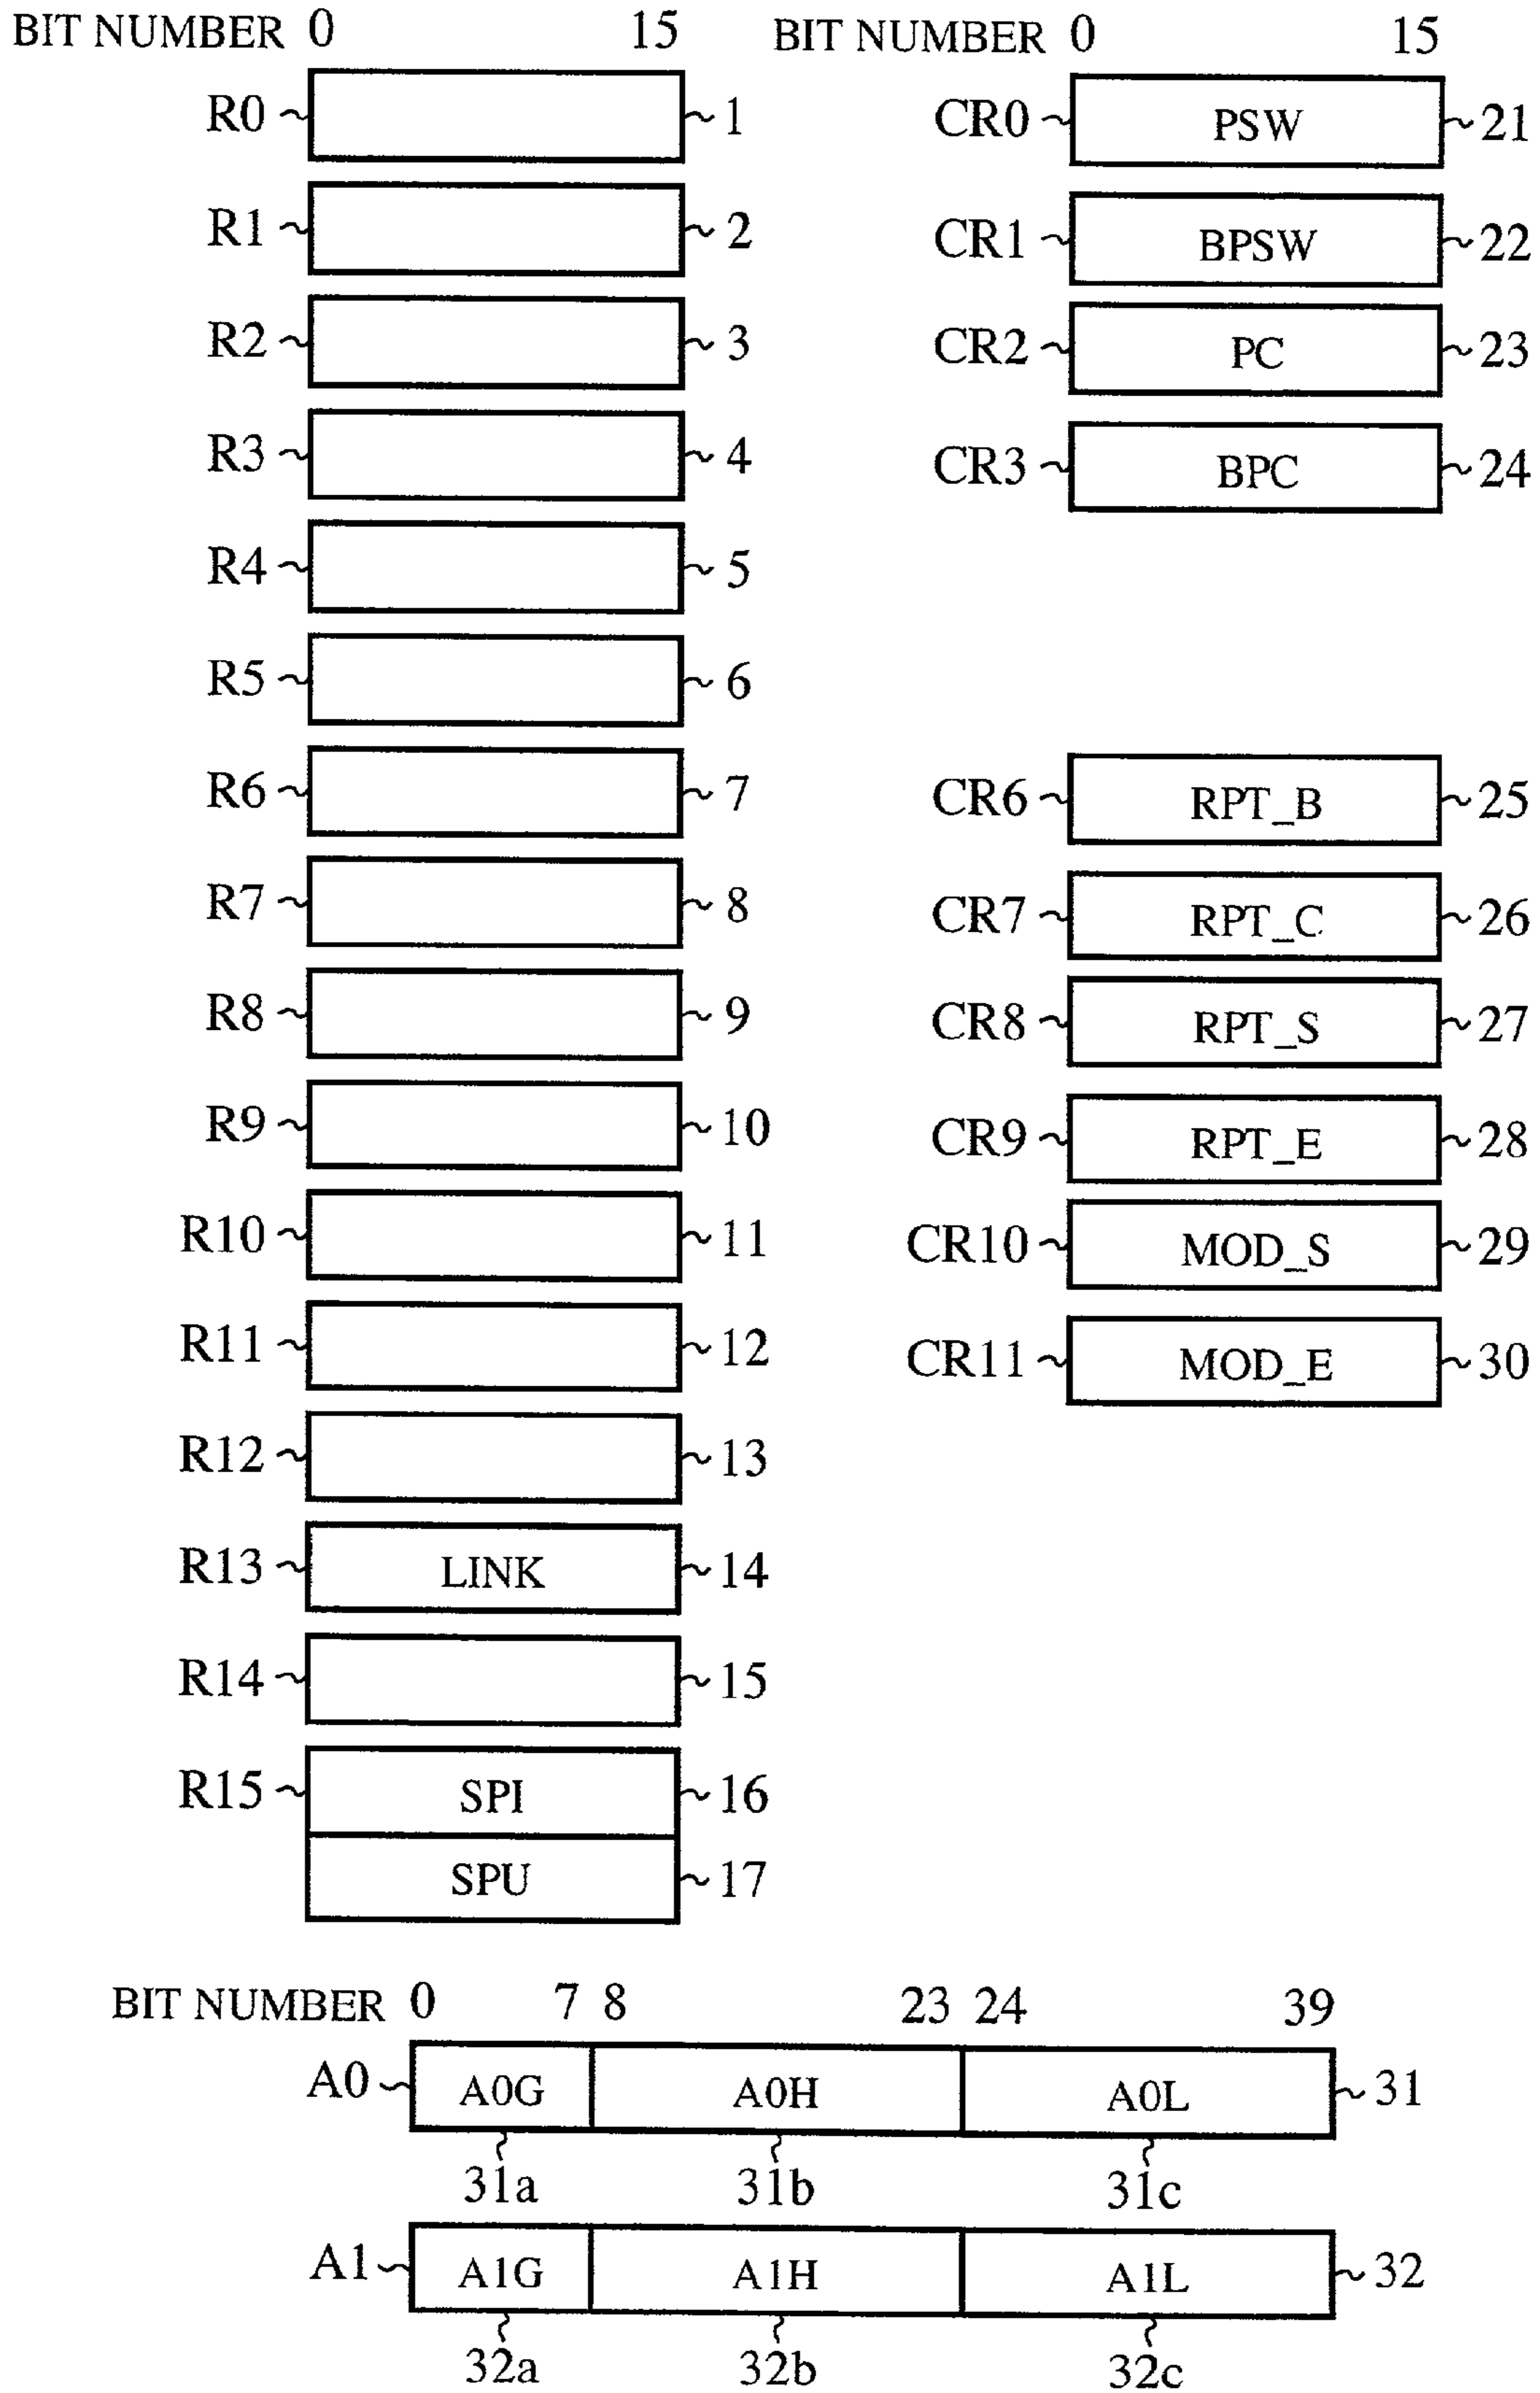 BIT NUMBER 0 15
R0 1
R1 2
R2 3
R3 4
R4 5
R5 6
R6 7
R7 8
R8 9
R9 10
R10 11
R11 12
R12 13
R13 LINK 14
R14 15
R15 SPI 16
SPU 17
BIT NUMBER 0 15
CR0 PSW 21
CR1 BPSW 22
CR2 PC 23
CR3 BPC 24
CR6 RPT_B 25
CR7 RPT_C 26
CR8 RPT_S 27
CR9 RPT_E 28
CR10 MOD_S 29
CR11 MOD_E 30
BIT NUMBER 0 7 8 23 24 39
A0 A0G A0H A0L 31
31a 31b 31c
A1 A1G A1H A1L 32
32a 32b 32c